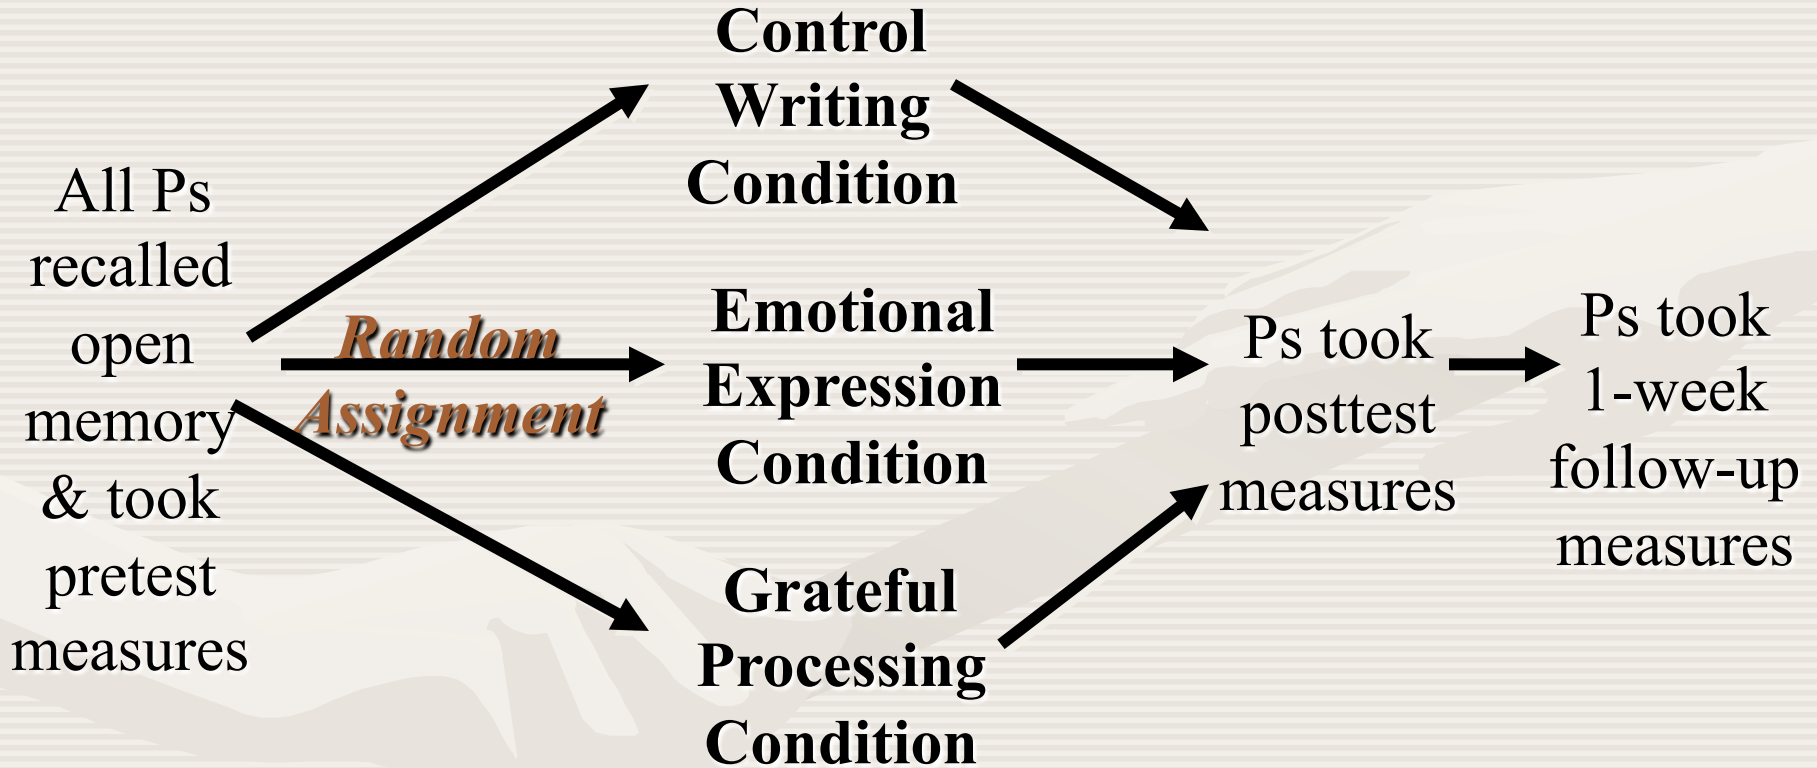 All Ps
recalled
open
memory
& took
pretest
measures
Random
Assignment
Control
Writing
Condition
Emotional
Expression
Condition
Grateful
Processing
Condition
Ps took
posttest
measures
Ps took
1-week
follow-up
measures